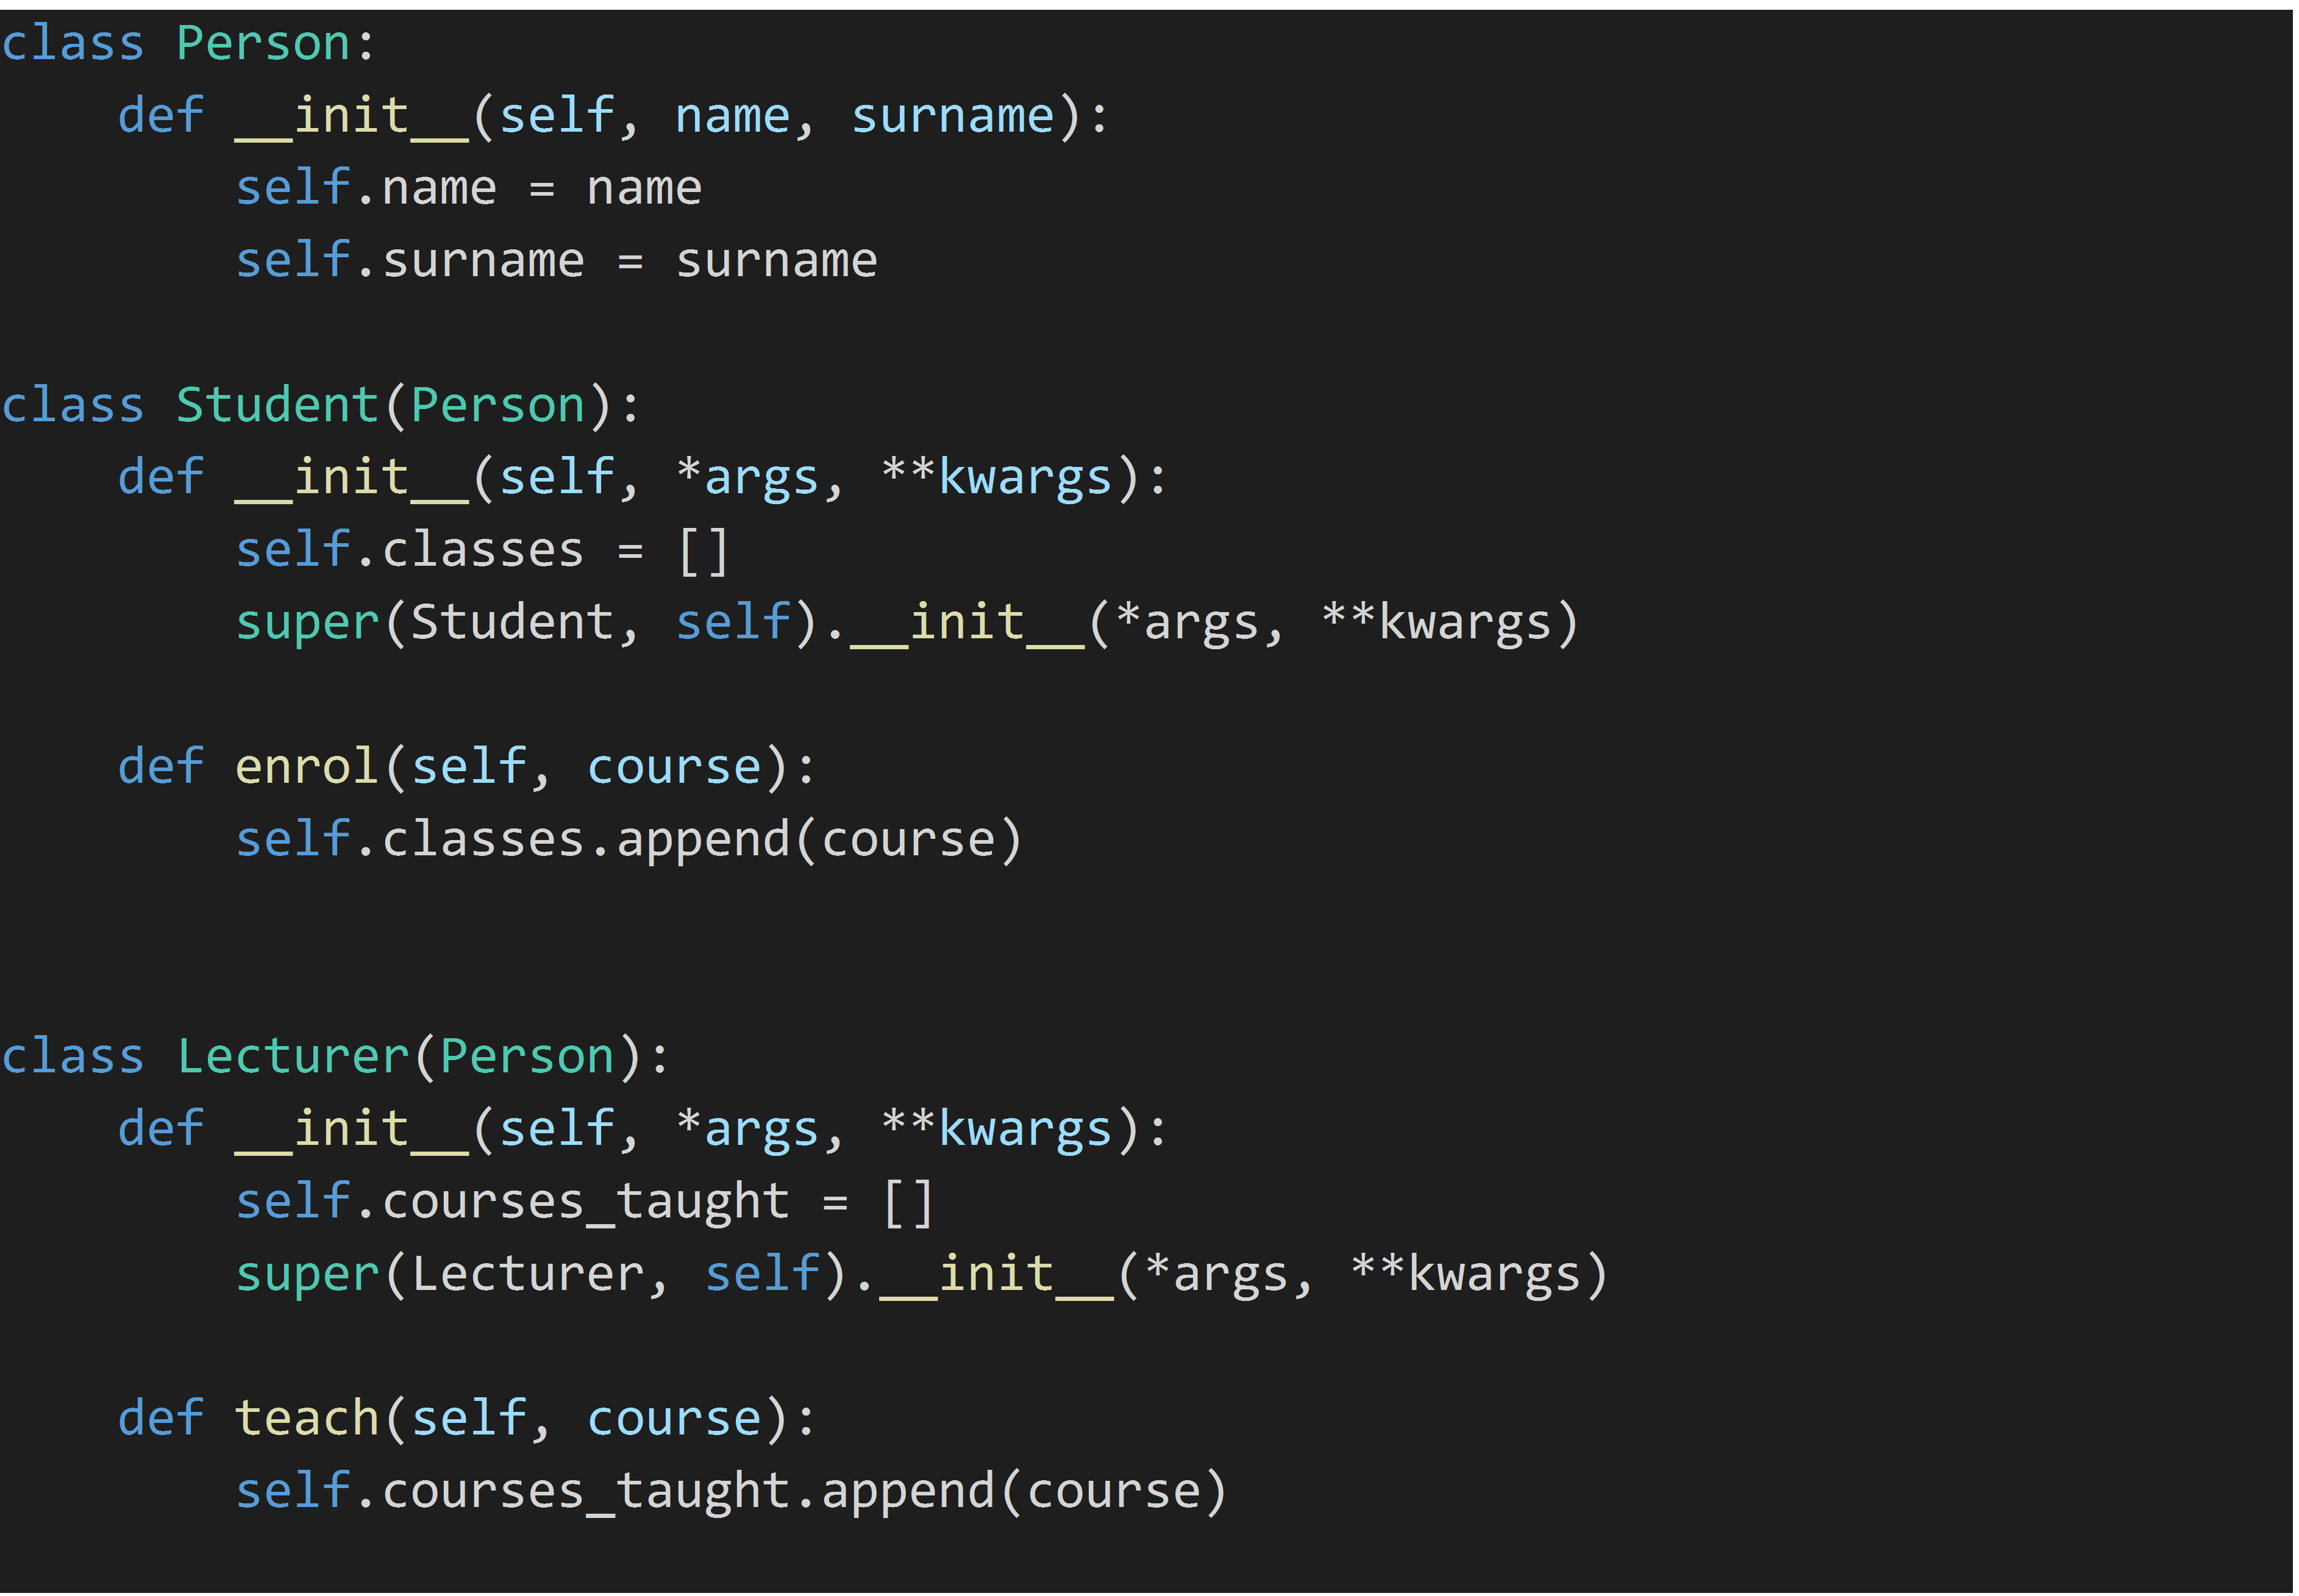 class Person:
    def __init__(self, name, surname):
        self.name = name
        self.surname = surname

class Student(Person):
    def __init__(self, *args, **kwargs):
        self.classes = []
        super(Student, self).__init__(*args, **kwargs)

    def enrol(self, course):
        self.classes.append(course)

class Lecturer(Person):
    def __init__(self, *args, **kwargs):
        self.courses_taught = []
        super(Lecturer, self).__init__(*args, **kwargs)

    def teach(self, course):
        self.courses_taught.append(course)